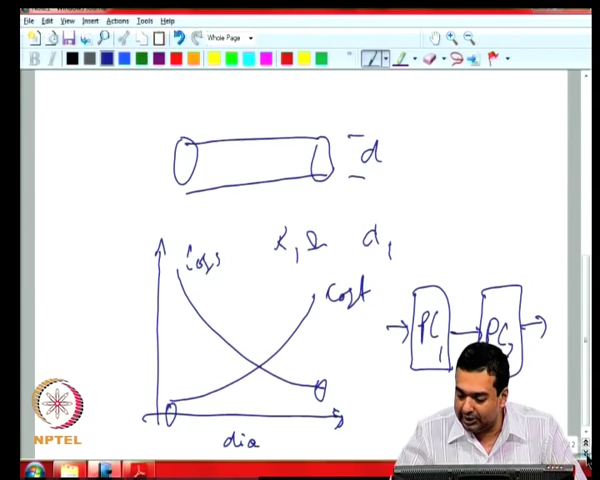 File Edit View Insert Actions Tools Help
Whole Page
B I
d
Loss
d₁
Cost
PC₁
PC₂
dia
NPTEL